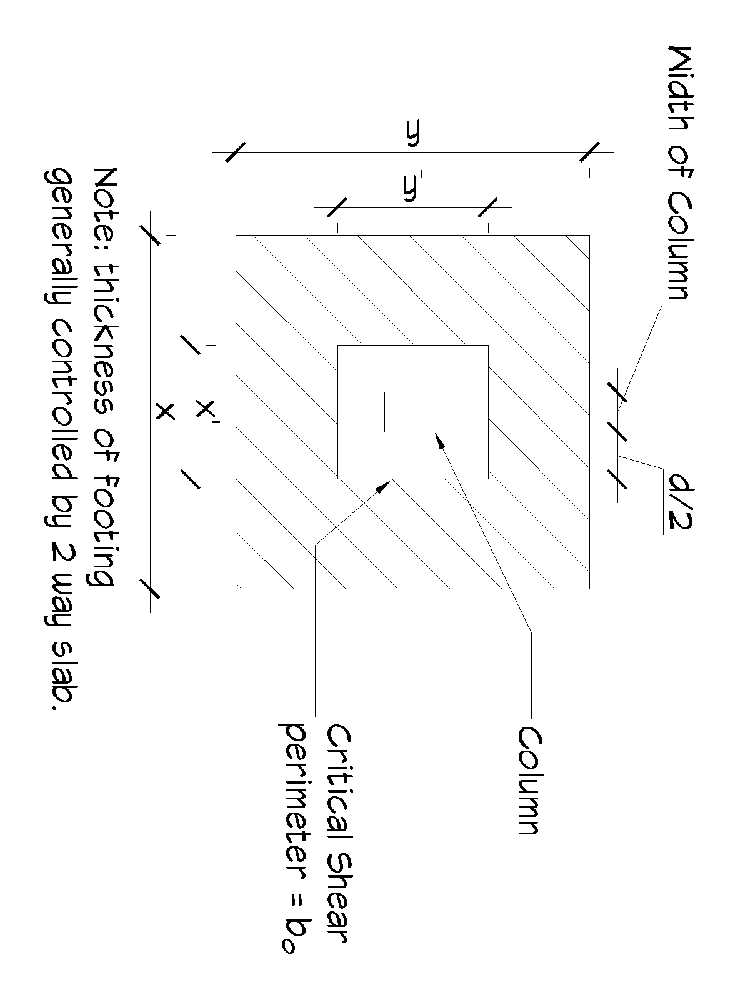 Width of Column
d/2
y
y'
Column
Critical Shear
perimeter = bo
x'
x
Note: thickness of footing
generally controlled by 2 way slab.